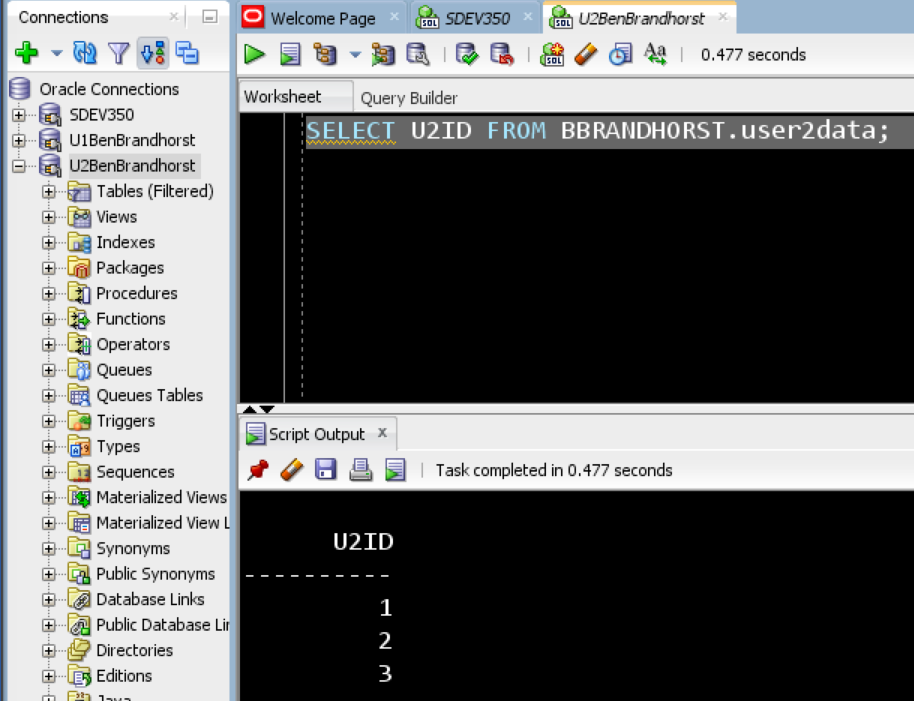 Connections
Oracle Connections
SDEV350
U1BenBrandhorst
U2BenBrandhorst
Tables (Filtered)
Views
Indexes
Packages
Procedures
Functions
Operators
Queues
Queues Tables
Triggers
Types
Sequences
Materialized Views
Materialized View L
Synonyms
Public Synonyms
Database Links
Public Database Lin
Directories
Editions
Java
Welcome Page SDEV350 U2BenBrandhorst
0.477 seconds
Worksheet Query Builder
SELECT U2ID FROM BBRANDHORST.user2data;
Script Output
Task completed in 0.477 seconds
U2ID
----------
1
2
3